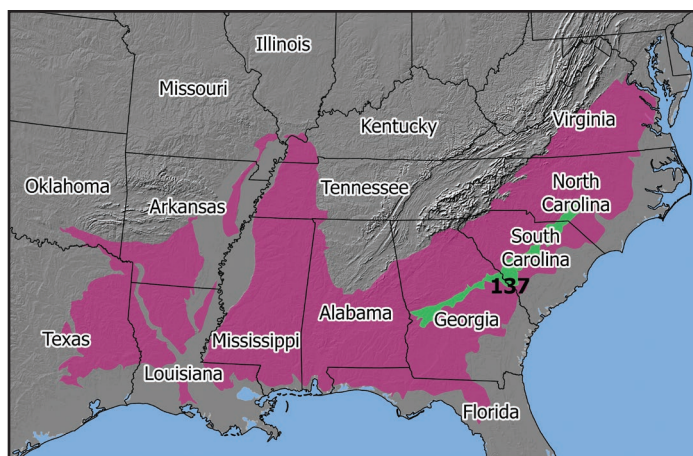 Illinois
Missouri
Kentucky
Virginia
Oklahoma
Arkansas
Tennessee
North
Carolina
South
Carolina
137
Texas
Louisiana
Mississippi
Alabama
Georgia
Florida